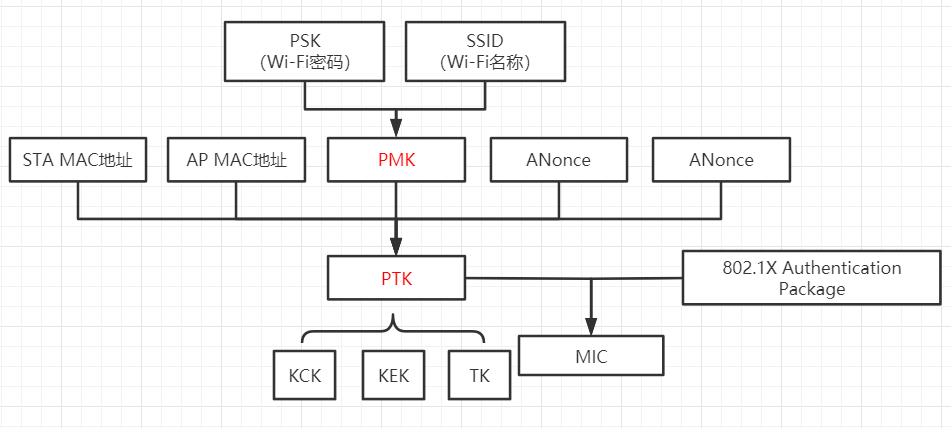 PSK
（Wi-Fi密码）
SSID
（Wi-Fi名称）
STA MAC地址
AP MAC地址
PMK
ANonce
ANonce
PTK
802.1X Authentication
Package
MIC
KCK
KEK
TK